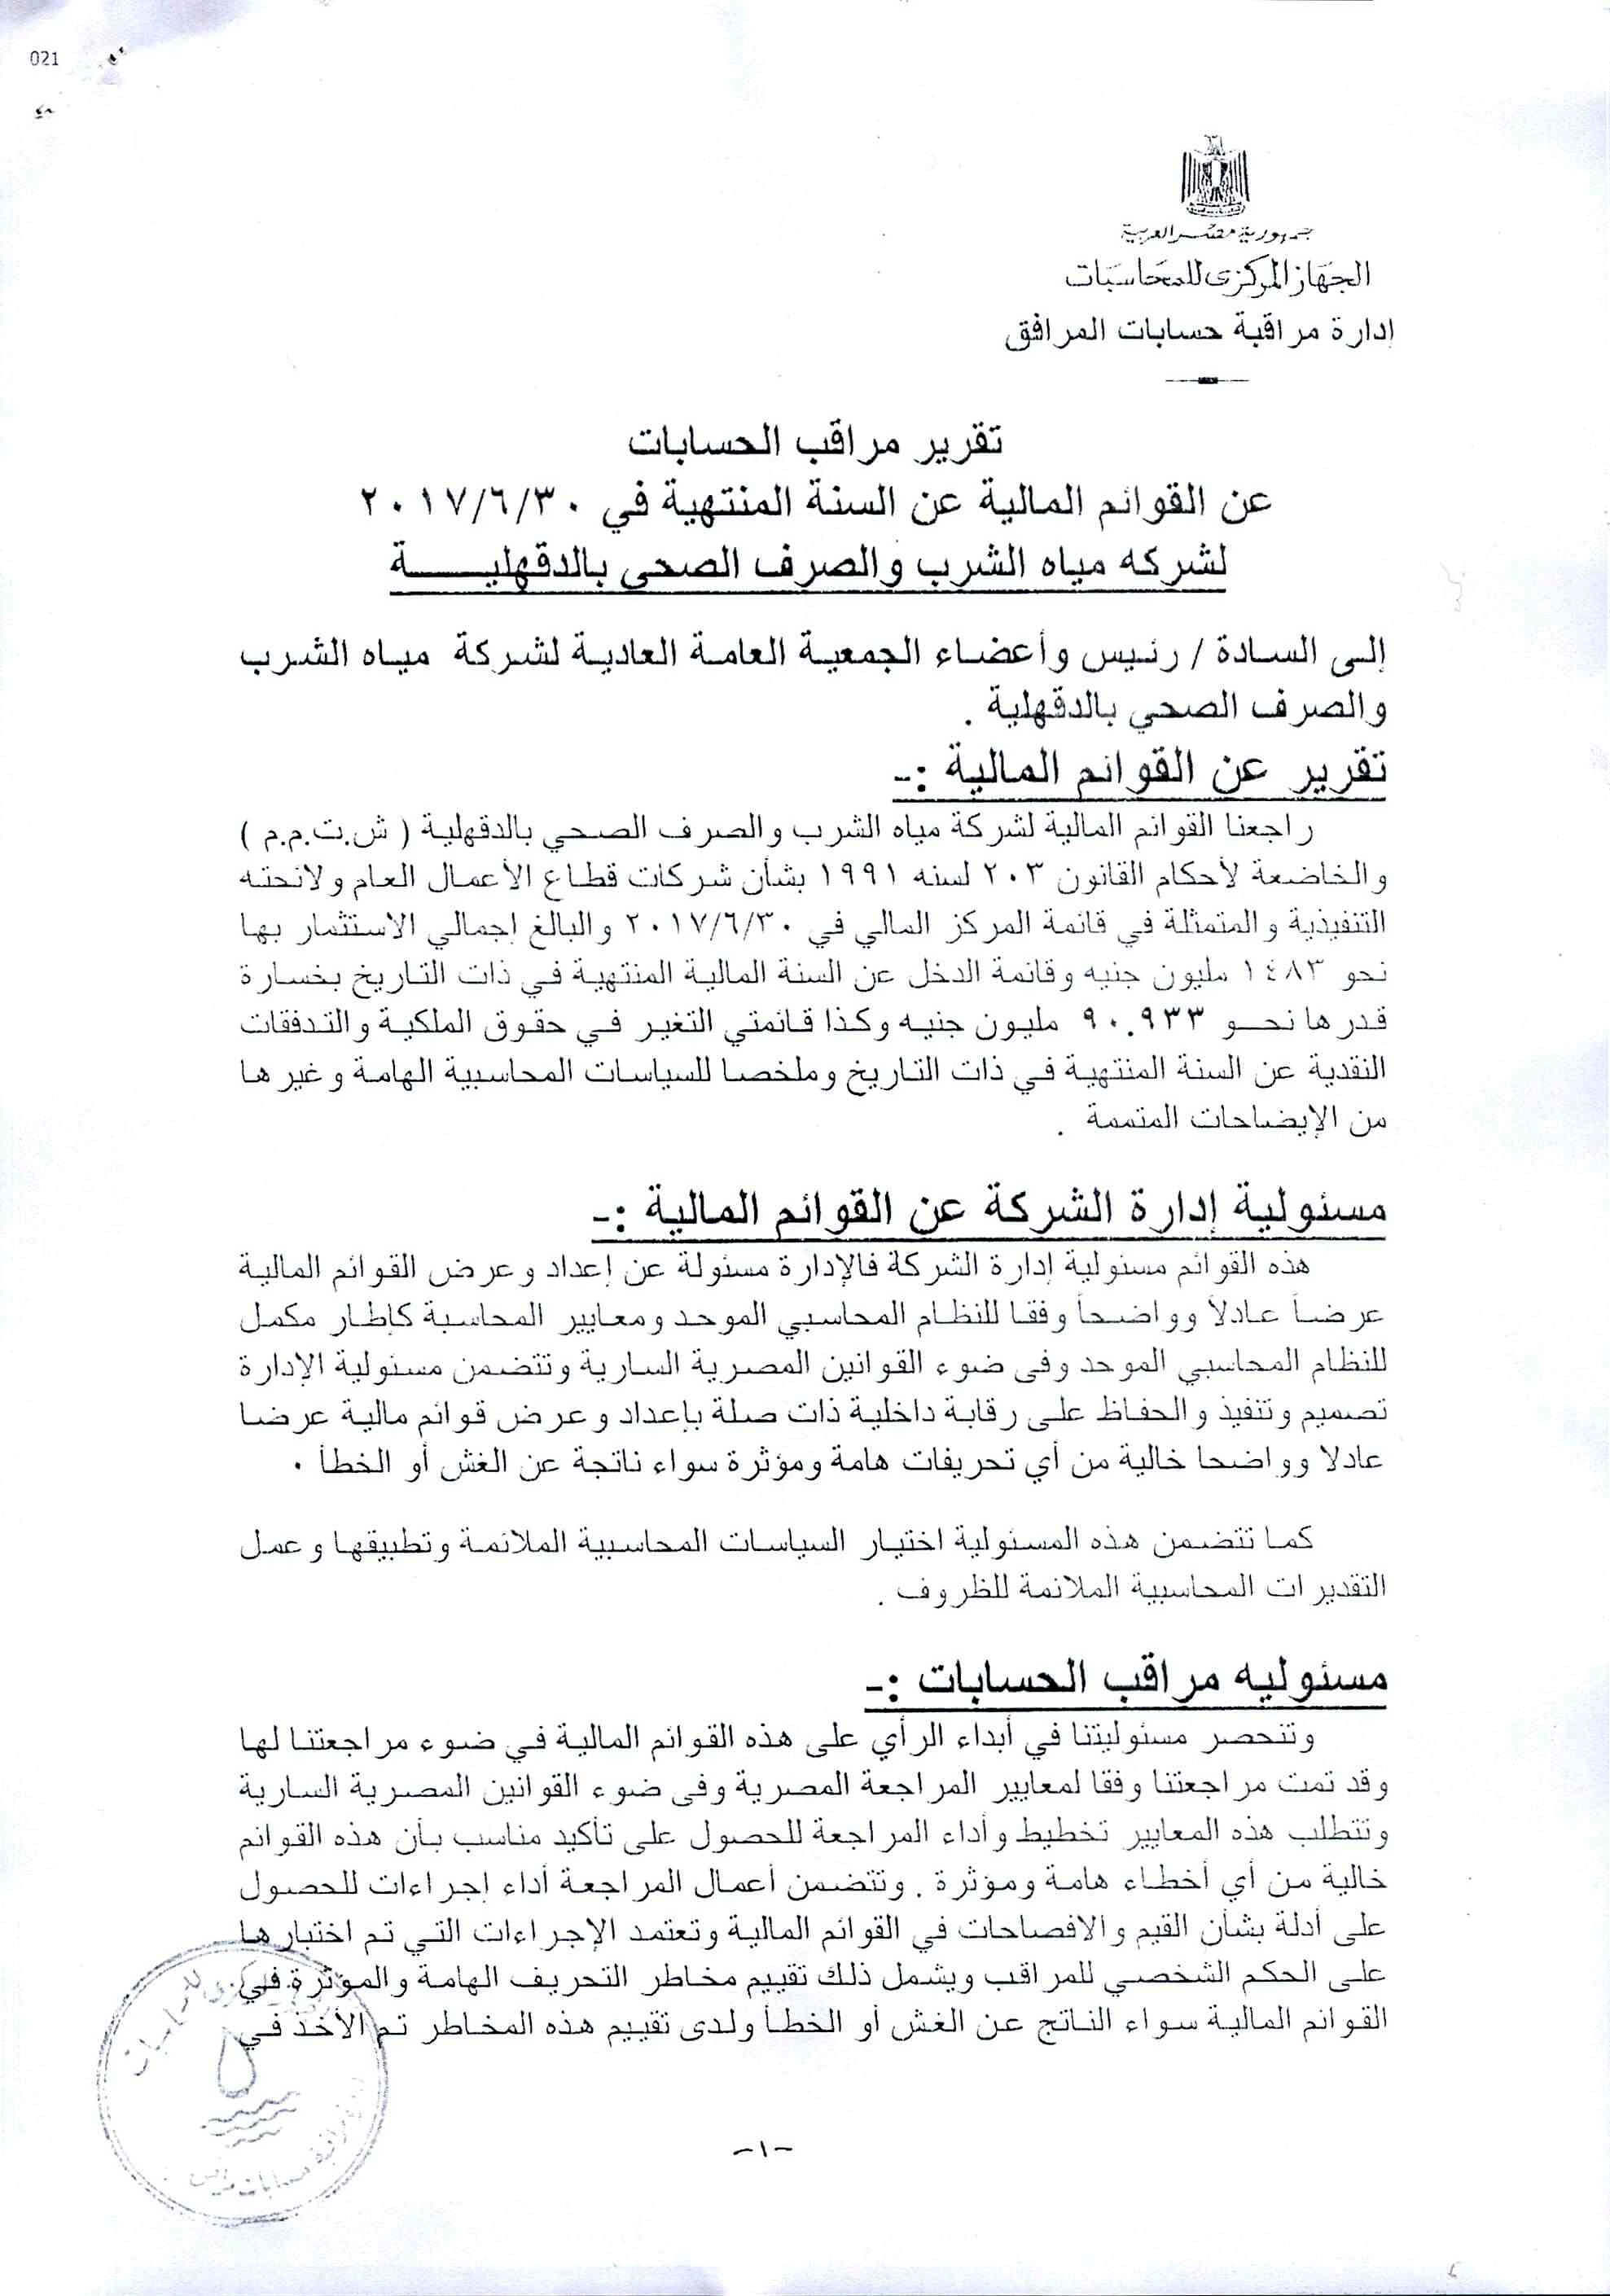 021
جمهورية مصر العربية
الجهاز المركزى للمحاسبات
إدارة مراقبة حسابات المرافق
تقرير مراقب الحسابات
عن القوائم المالية عن السنة المنتهية في ٢٠١٧/٦/٣٠
لشركه مياه الشرب والصرف الصحى بالدقهليـــــة
إلى السادة / رئيس وأعضاء الجمعية العامة العادية لشركة مياه الشرب
والصرف الصحي بالدقهلية .
تقرير عن القوائم المالية :-
راجعنا القوائم المالية لشركة مياه الشرب والصرف الصحي بالدقهلية ( ش.ت.م.م )
والخاضعة لأحكام القانون ٢٠٣ لسنه ١٩٩١ بشأن شركات قطاع الأعمال العام ولائحته
التنفيذية والمتمثلة في قائمة المركز المالي في ٢٠١٧/٦/٣٠ والبالغ إجمالي الاستثمار بها
نحو ١٤٨٣ مليون جنيه وقائمة الدخل عن السنة المالية المنتهية في ذات التاريخ بخسارة
قدرها نحـــو ٩٠.٩٣٣ مليون جنيه وكذا قائمتي التغير في حقوق الملكية والتدفقات
النقدية عن السنة المنتهية في ذات التاريخ وملخصا للسياسات المحاسبية الهامة وغيرها
من الإيضاحات المتممة .
مسئولية إدارة الشركة عن القوائم المالية :-
هذه القوائم مسئولية إدارة الشركة فالإدارة مسئولة عن إعداد وعرض القوائم المالية
عرضاً عادلاً وواضحاً وفقا للنظام المحاسبي الموحد ومعايير المحاسبة كإطار مكمل
للنظام المحاسبي الموحد وفى ضوء القوانين المصرية السارية وتتضمن مسئولية الإدارة
تصميم وتنفيذ والحفاظ على رقابة داخلية ذات صلة بإعداد وعرض قوائم مالية عرضا
عادلا وواضحا خالية من أي تحريفات هامة ومؤثرة سواء ناتجة عن الغش أو الخطأ .
كما تتضمن هذه المسئولية اختيار السياسات المحاسبية الملائمة وتطبيقها وعمل
التقديرات المحاسبية الملائمة للظروف .
مسئوليه مراقب الحسابات :-
وتنحصر مسئوليتنا في أبداء الرأي على هذه القوائم المالية في ضوء مراجعتنا لها
وقد تمت مراجعتنا وفقا لمعايير المراجعة المصرية وفى ضوء القوانين المصرية السارية
وتتطلب هذه المعايير تخطيط وأداء المراجعة للحصول على تأكيد مناسب بأن هذه القوائم
خالية من أي أخطاء هامة ومؤثرة . وتتضمن أعمال المراجعة أداء إجراءات للحصول
على أدلة بشأن القيم والافصاحات في القوائم المالية وتعتمد الإجراءات التي تم اختبارها
على الحكم الشخصي للمراقب ويشمل ذلك تقييم مخاطر التحريف الهامة والمؤثرة في
القوائم المالية سواء الناتج عن الغش أو الخطأ ولدى تقييم هذه المخاطر تم الأخذ في
-١-